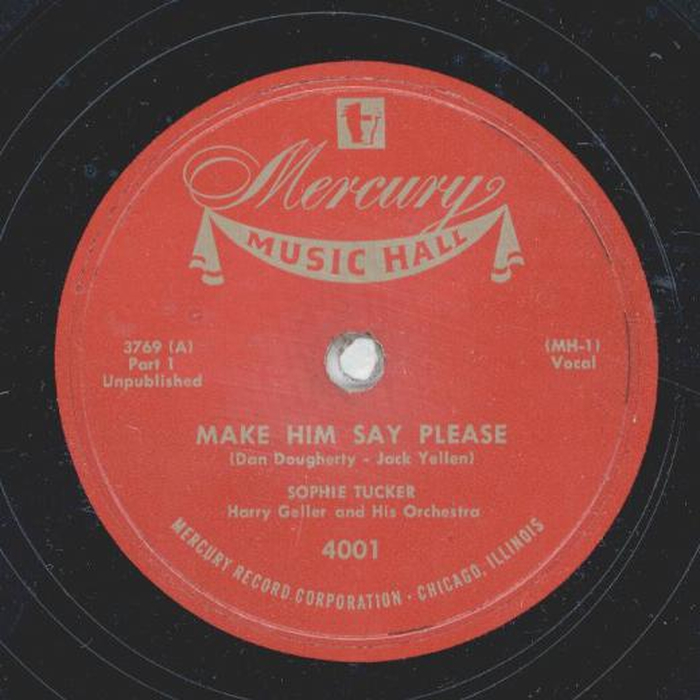 Mercury
MUSIC HALL
3769 (A)
Part 1
Unpublished
(MH-1)
Vocal
MAKE HIM SAY PLEASE
(Dan Dougherty - Jack Yellen)
SOPHIE TUCKER
Harry Geller and His Orchestra
4001
MERCURY RECORD CORPORATION · CHICAGO, ILLINOIS